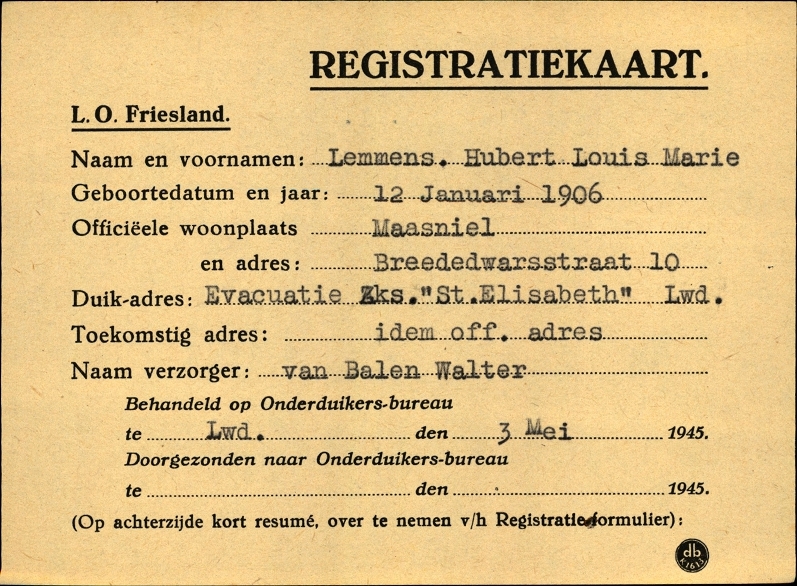 REGISTRATIEKAART.
L.O. Friesland.
Naam en voornamen: Lemmens. Hubert Louis Marie
Geboortedatum en jaar: 12 Januari 1906
Officiëele woonplaats Maasniel
en adres: Breededwarsstraat 10
Duik-adres: Evacuatie Zks."St.Elisabeth" Lwd.
Toekomstig adres: idem off. adres
Naam verzorger: van Balen Walter
Behandeld op Onderduikers-bureau
te Lwd. den 3 Mei 1945.
Doorgezonden naar Onderduikers-bureau
te den 1945.
(Op achterzijde kort resumé, over te nemen v/h Registratie-formulier):
db